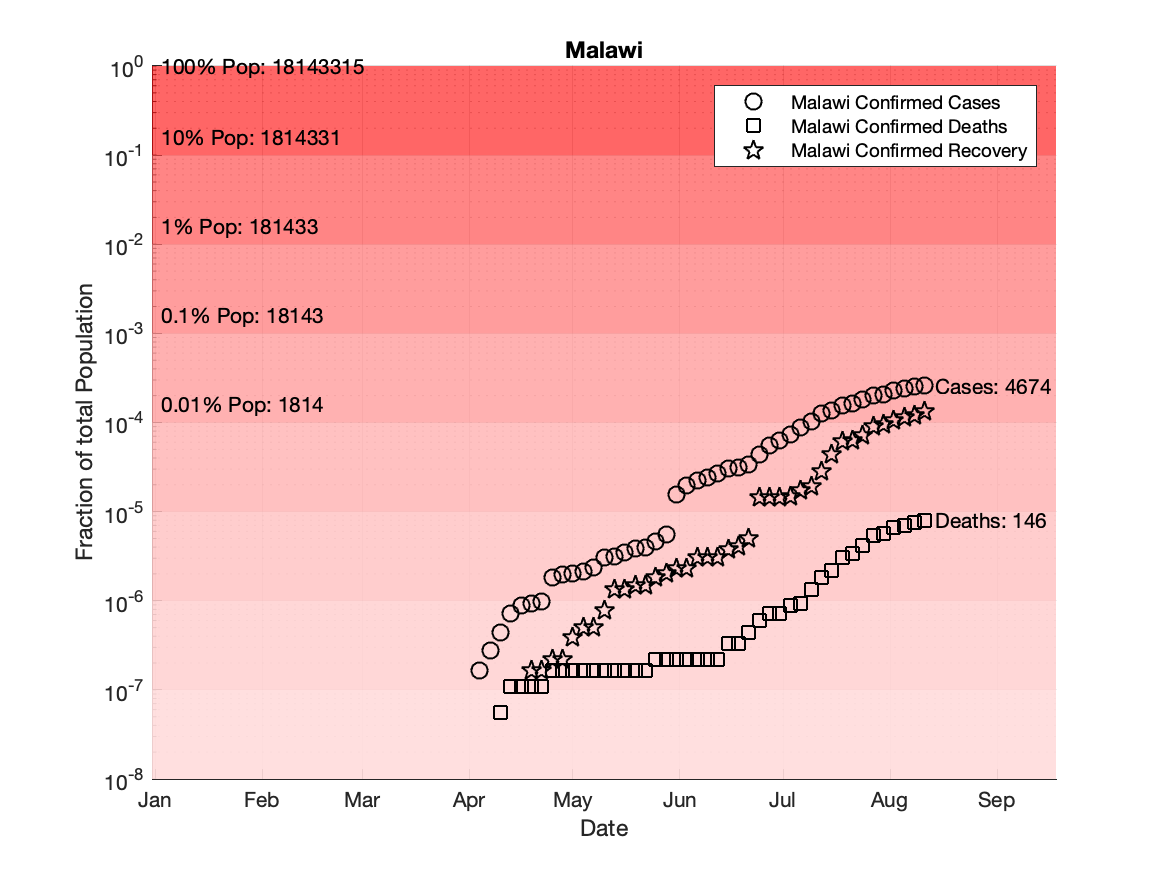 Malawi
10^0
100% Pop: 18143315
Malawi Confirmed Cases
Malawi Confirmed Deaths
Malawi Confirmed Recovery
10% Pop: 1814331
10^-1
1% Pop: 181433
10^-2
0.1% Pop: 18143
10^-3
Cases: 4674
0.01% Pop: 1814
10^-4
10^-5
Deaths: 146
10^-6
10^-7
10^-8
Fraction of total Population
Jan Feb Mar Apr May Jun Jul Aug Sep
Date